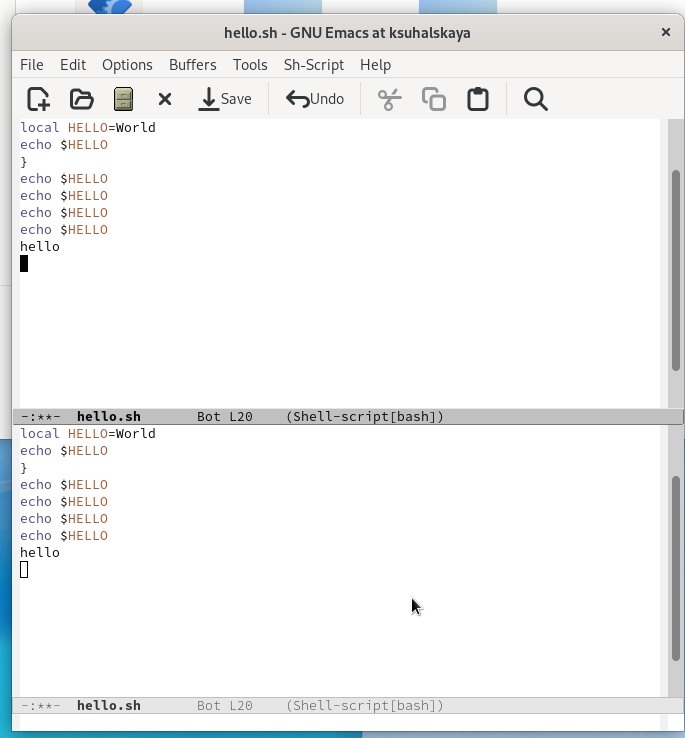 hello.sh - GNU Emacs at ksuhalskaya
File Edit Options Buffers Tools Sh-Script Help
Save Undo
local HELLO=World
echo $HELLO
}
echo $HELLO
echo $HELLO
echo $HELLO
echo $HELLO
hello
-:**- hello.sh Bot L20 (Shell-script[bash])
local HELLO=World
echo $HELLO
}
echo $HELLO
echo $HELLO
echo $HELLO
echo $HELLO
hello
-:**- hello.sh Bot L20 (Shell-script[bash])